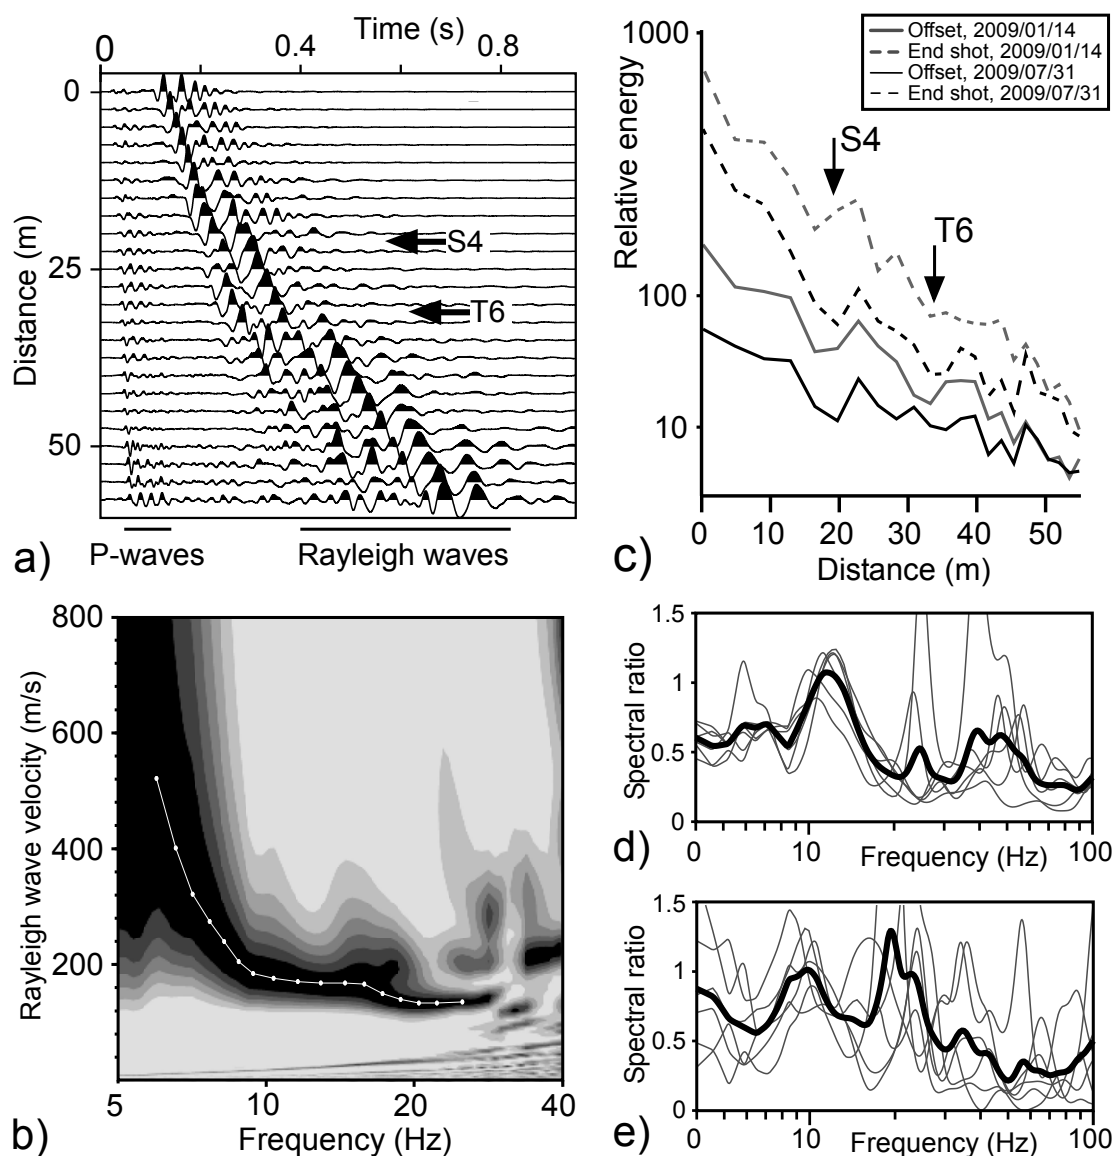 Time (s)
0
0.4
0.8
Distance (m)
0
25
50
S4
T6
P-waves
Rayleigh waves
a)
Offset, 2009/01/14
End shot, 2009/01/14
Offset, 2009/07/31
End shot, 2009/07/31
Relative energy
1000
100
10
S4
T6
0
10
20
30
40
50
Distance (m)
c)
Rayleigh wave velocity (m/s)
800
600
400
200
5
10
20
40
Frequency (Hz)
b)
Spectral ratio
1.5
1
0.5
0
0
10
100
Frequency (Hz)
d)
Spectral ratio
1.5
1
0.5
0
0
10
100
Frequency (Hz)
e)